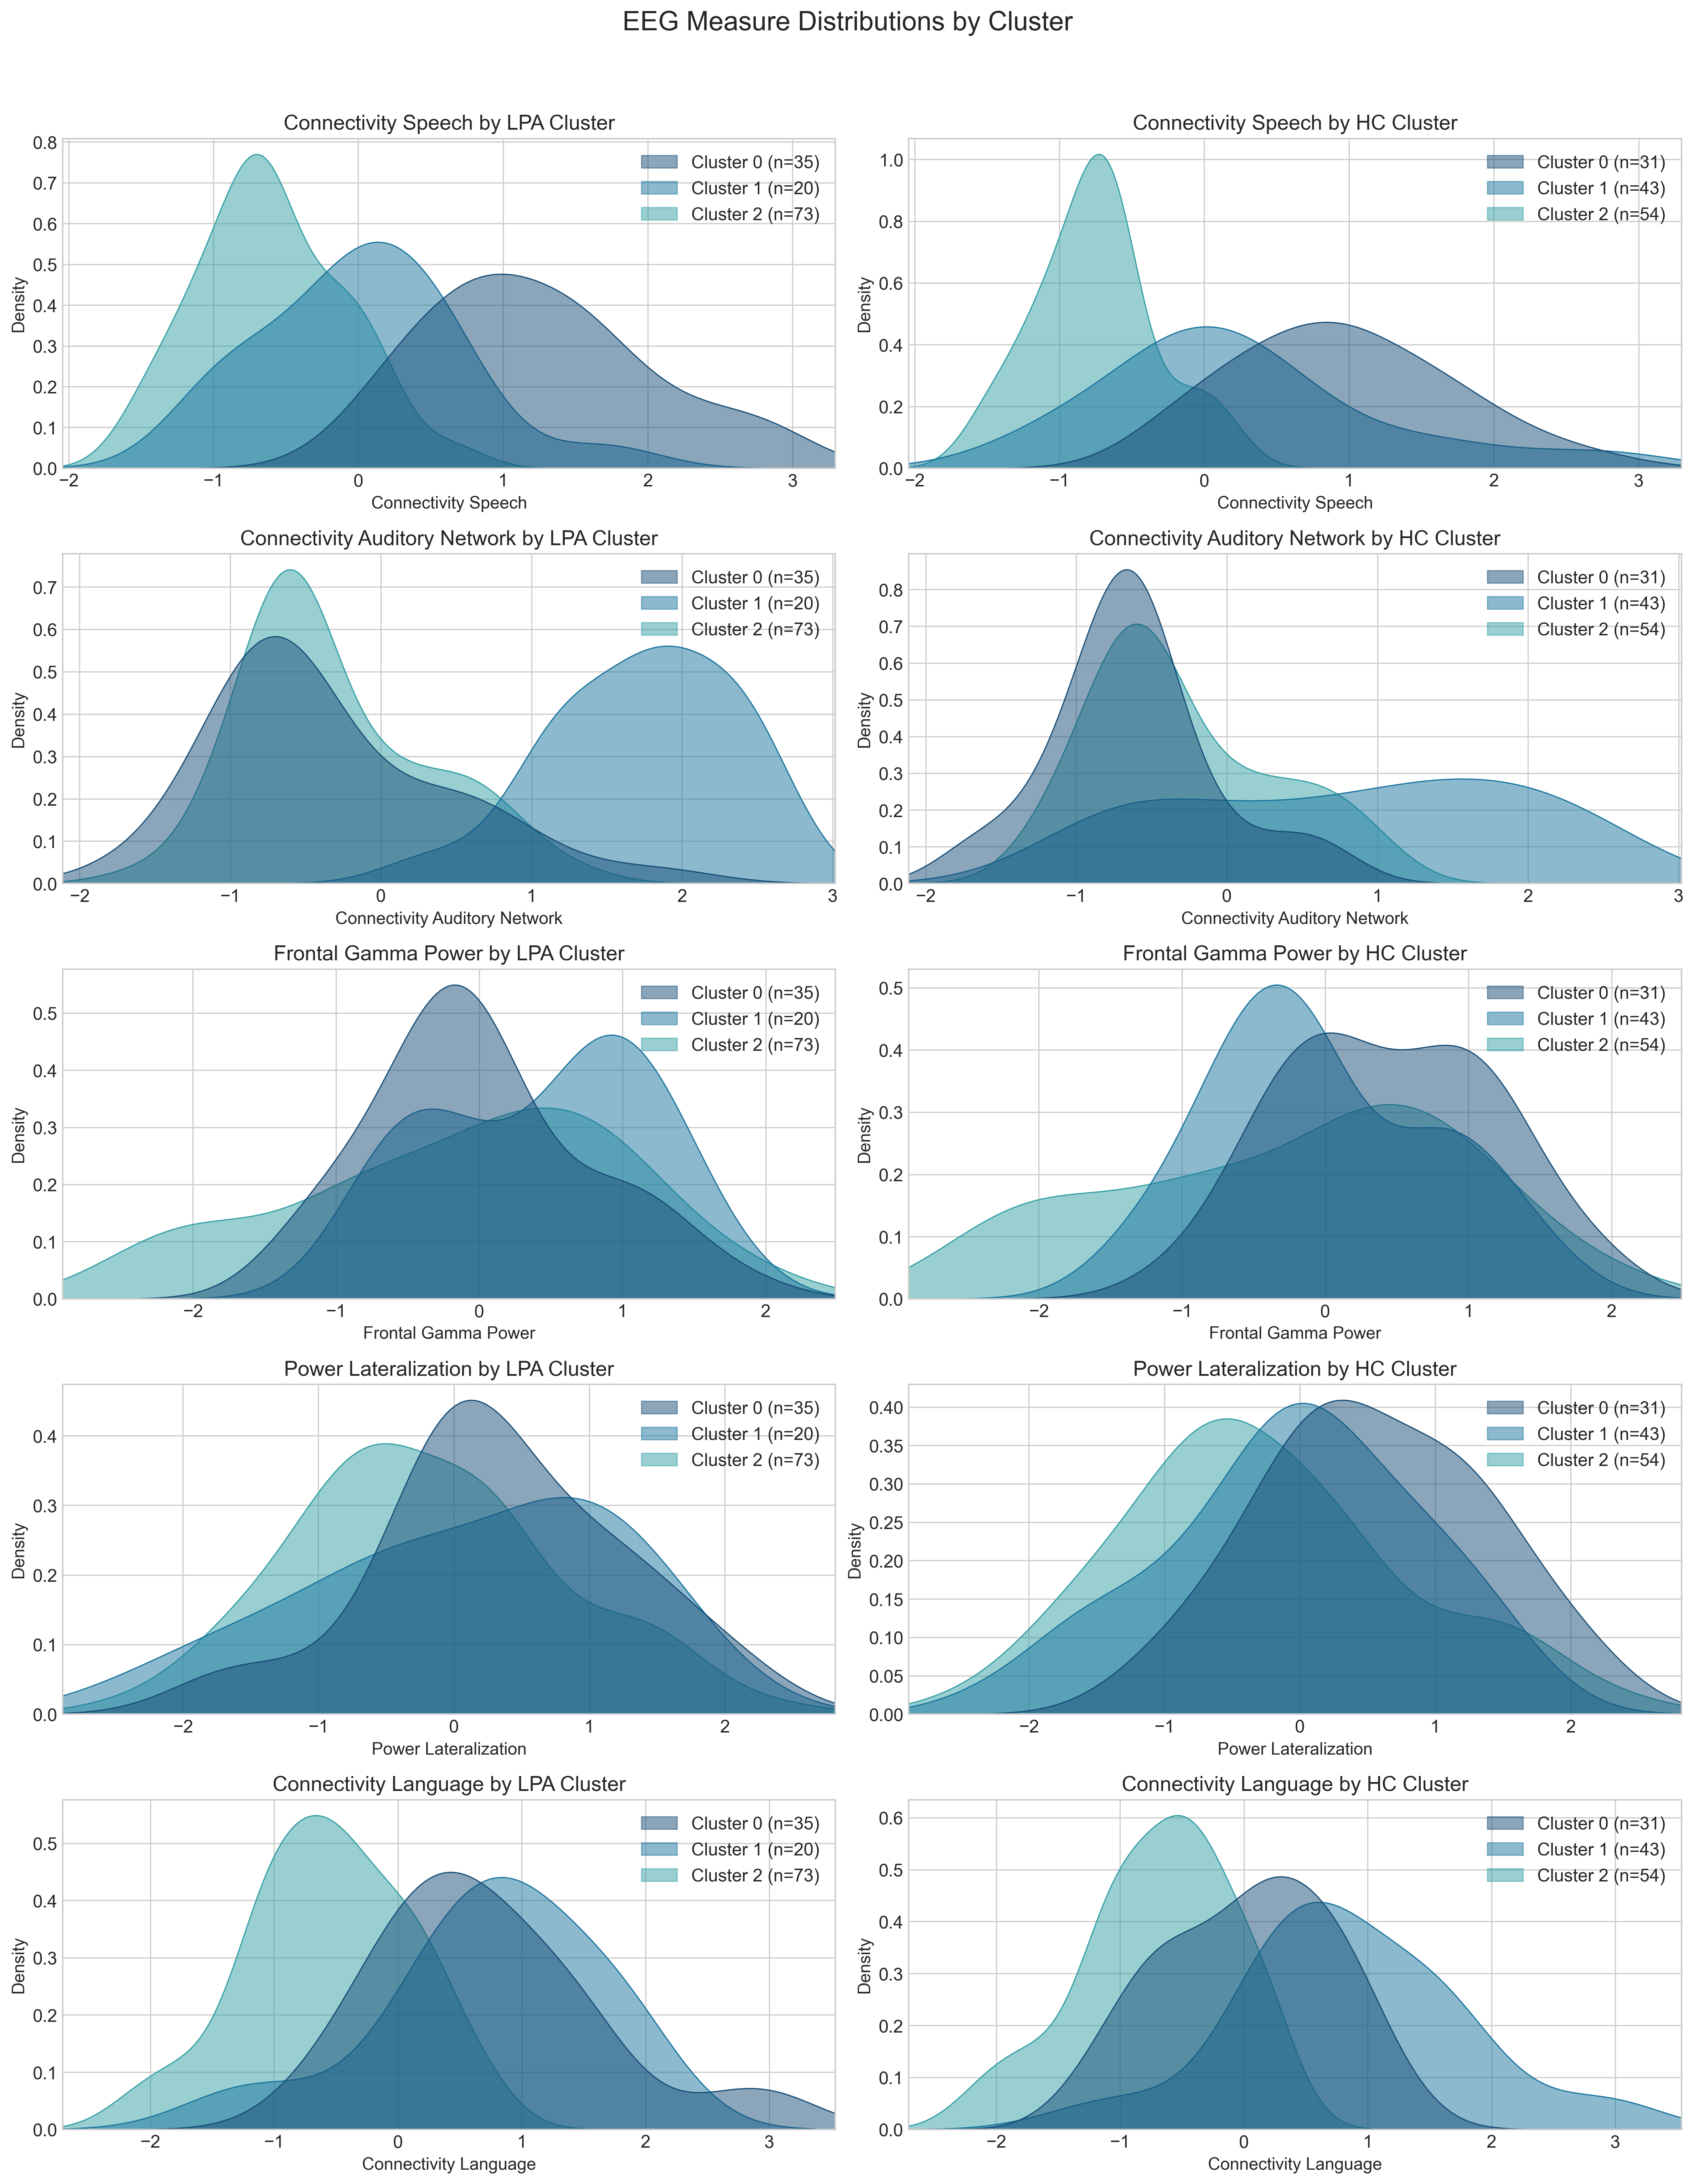 EEG Measure Distributions by Cluster
Connectivity Speech by LPA Cluster
Density
0.8
0.7
0.6
0.5
0.4
0.3
0.2
0.1
0.0
Cluster 0 (n=35)
Cluster 1 (n=20)
Cluster 2 (n=73)
−2 −1 0 1 2 3
Connectivity Speech
Connectivity Speech by HC Cluster
Density
1.0
0.8
0.6
0.4
0.2
0.0
Cluster 0 (n=31)
Cluster 1 (n=43)
Cluster 2 (n=54)
−2 −1 0 1 2 3
Connectivity Speech
Connectivity Auditory Network by LPA Cluster
Density
0.7
0.6
0.5
0.4
0.3
0.2
0.1
0.0
Cluster 0 (n=35)
Cluster 1 (n=20)
Cluster 2 (n=73)
−2 −1 0 1 2 3
Connectivity Auditory Network
Connectivity Auditory Network by HC Cluster
Density
0.8
0.7
0.6
0.5
0.4
0.3
0.2
0.1
0.0
Cluster 0 (n=31)
Cluster 1 (n=43)
Cluster 2 (n=54)
−2 −1 0 1 2 3
Connectivity Auditory Network
Frontal Gamma Power by LPA Cluster
Density
0.5
0.4
0.3
0.2
0.1
0.0
Cluster 0 (n=35)
Cluster 1 (n=20)
Cluster 2 (n=73)
−2 −1 0 1 2
Frontal Gamma Power
Frontal Gamma Power by HC Cluster
Density
0.5
0.4
0.3
0.2
0.1
0.0
Cluster 0 (n=31)
Cluster 1 (n=43)
Cluster 2 (n=54)
−2 −1 0 1 2
Frontal Gamma Power
Power Lateralization by LPA Cluster
Density
0.4
0.3
0.2
0.1
0.0
Cluster 0 (n=35)
Cluster 1 (n=20)
Cluster 2 (n=73)
−2 −1 0 1 2
Power Lateralization
Power Lateralization by HC Cluster
Density
0.40
0.35
0.30
0.25
0.20
0.15
0.10
0.05
0.00
Cluster 0 (n=31)
Cluster 1 (n=43)
Cluster 2 (n=54)
−2 −1 0 1 2
Power Lateralization
Connectivity Language by LPA Cluster
Density
0.5
0.4
0.3
0.2
0.1
0.0
Cluster 0 (n=35)
Cluster 1 (n=20)
Cluster 2 (n=73)
−2 −1 0 1 2 3
Connectivity Language
Connectivity Language by HC Cluster
Density
0.6
0.5
0.4
0.3
0.2
0.1
0.0
Cluster 0 (n=31)
Cluster 1 (n=43)
Cluster 2 (n=54)
−2 −1 0 1 2 3
Connectivity Language